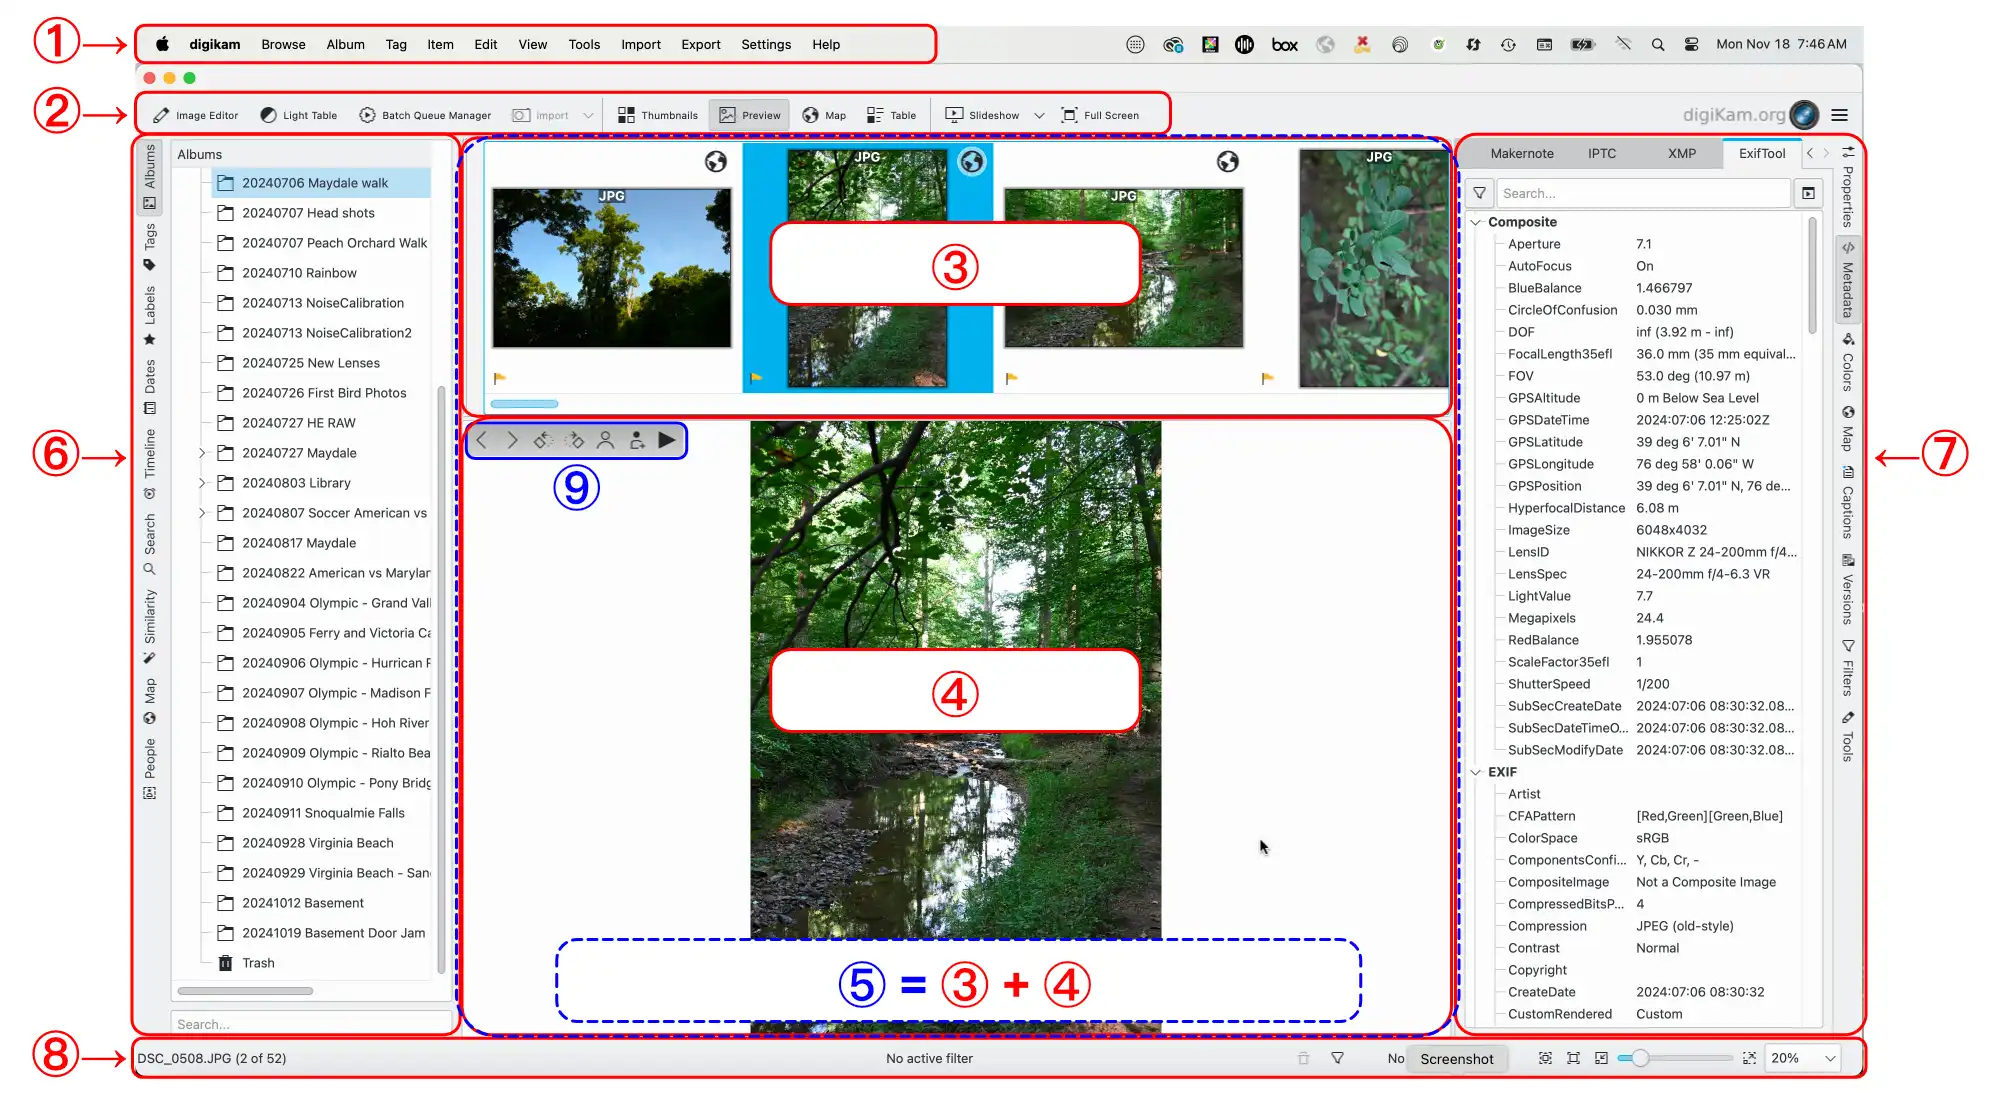 ① digikam Browse Album Tag Item Edit View Tools Import Export Settings Help box Mon Nov 18 7:46 AM
② Image Editor Light Table Batch Queue Manager Import Thumbnails Preview Map Table Slideshow Full Screen digiKam.org
Albums
Tags
Labels
Dates
Timeline
Search
Similarity
Map
People
⑥
Albums
20240706 Maydale walk
20240707 Head shots
20240707 Peach Orchard Walk
20240710 Rainbow
20240713 NoiseCalibration
20240713 NoiseCalibration2
20240725 New Lenses
20240726 First Bird Photos
20240727 HE RAW
20240727 Maydale
20240803 Library
20240807 Soccer American vs
20240817 Maydale
20240822 American vs Marylan
20240904 Olympic - Grand Vall
20240905 Ferry and Victoria Ca
20240906 Olympic - Hurrican R
20240907 Olympic - Madison F
20240908 Olympic - Hoh River
20240909 Olympic - Rialto Bea
20240910 Olympic - Pony Bridg
20240911 Snoqualmie Falls
20240928 Virginia Beach
20240929 Virginia Beach - San
20241012 Basement
20241019 Basement Door Jam
Trash
Search...
JPG
JPG
JPG
JPG
③
⑨
④
⑤ = ③ + ④
Makernote IPTC XMP ExifTool
Search...
Composite
Aperture 7.1
AutoFocus On
BlueBalance 1.466797
CircleOfConfusion 0.030 mm
DOF inf (3.92 m - inf)
FocalLength35efl 36.0 mm (35 mm equival...
FOV 53.0 deg (10.97 m)
GPSAltitude 0 m Below Sea Level
GPSDateTime 2024:07:06 12:25:02Z
GPSLatitude 39 deg 6' 7.01" N
GPSLongitude 76 deg 58' 0.06" W
GPSPosition 39 deg 6' 7.01" N, 76 de...
HyperfocalDistance 6.08 m
ImageSize 6048x4032
LensID NIKKOR Z 24-200mm f/4...
LensSpec 24-200mm f/4-6.3 VR
LightValue 7.7
Megapixels 24.4
RedBalance 1.955078
ScaleFactor35efl 1
ShutterSpeed 1/200
SubSecCreateDate 2024:07:06 08:30:32.08...
SubSecDateTimeO... 2024:07:06 08:30:32.08...
SubSecModifyDate 2024:07:06 08:30:32.08...
EXIF
Artist
CFAPattern [Red,Green][Green,Blue]
ColorSpace sRGB
ComponentsConfi... Y, Cb, Cr, -
CompositeImage Not a Composite Image
CompressedBitsP... 4
Compression JPEG (old-style)
Contrast Normal
Copyright
CreateDate 2024:07:06 08:30:32
CustomRendered Custom
Properties
Metadata
Colors
Map
Captions
Versions
Filters
Tools
⑦
⑧ DSC_0508.JPG (2 of 52) No active filter No Screenshot 20%